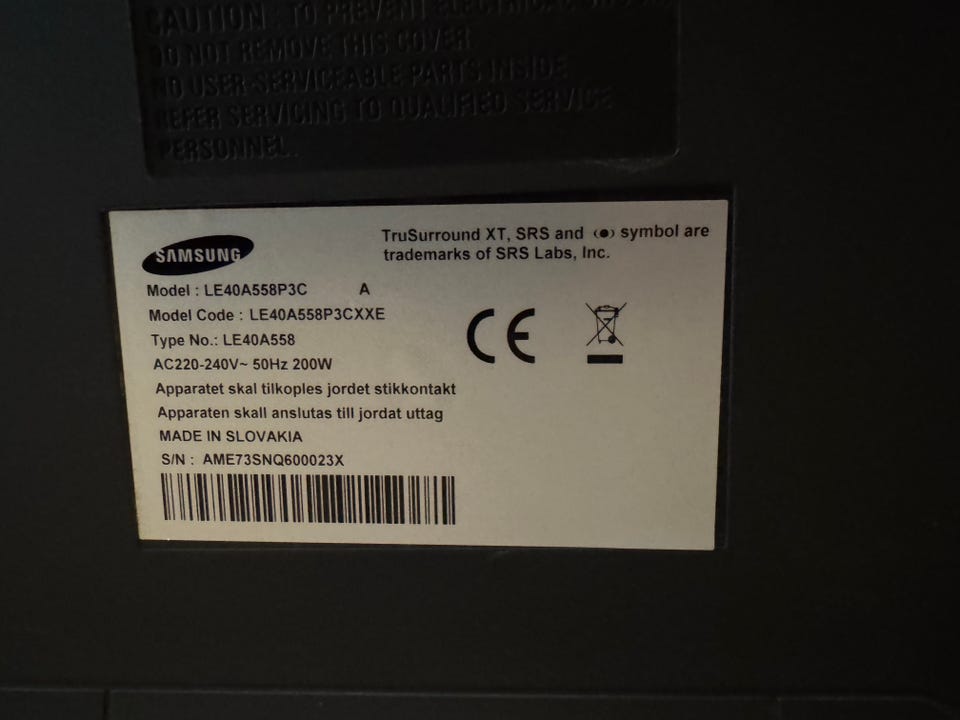 CAUTION : TO PREVENT ELECTRICAL
DO NOT REMOVE THIS COVER
NO USER-SERVICEABLE PARTS INSIDE
REFER SERVICING TO QUALIFIED SERVICE
PERSONNEL.
SAMSUNG
TruSurround XT, SRS and (●) symbol are
trademarks of SRS Labs, Inc.
Model : LE40A558P3C A
Model Code : LE40A558P3CXXE
Type No.: LE40A558
AC220-240V~ 50Hz 200W
Apparatet skal tilkoples jordet stikkontakt
Apparaten skall anslutas till jordat uttag
MADE IN SLOVAKIA
S/N : AME73SNQ600023X
CE